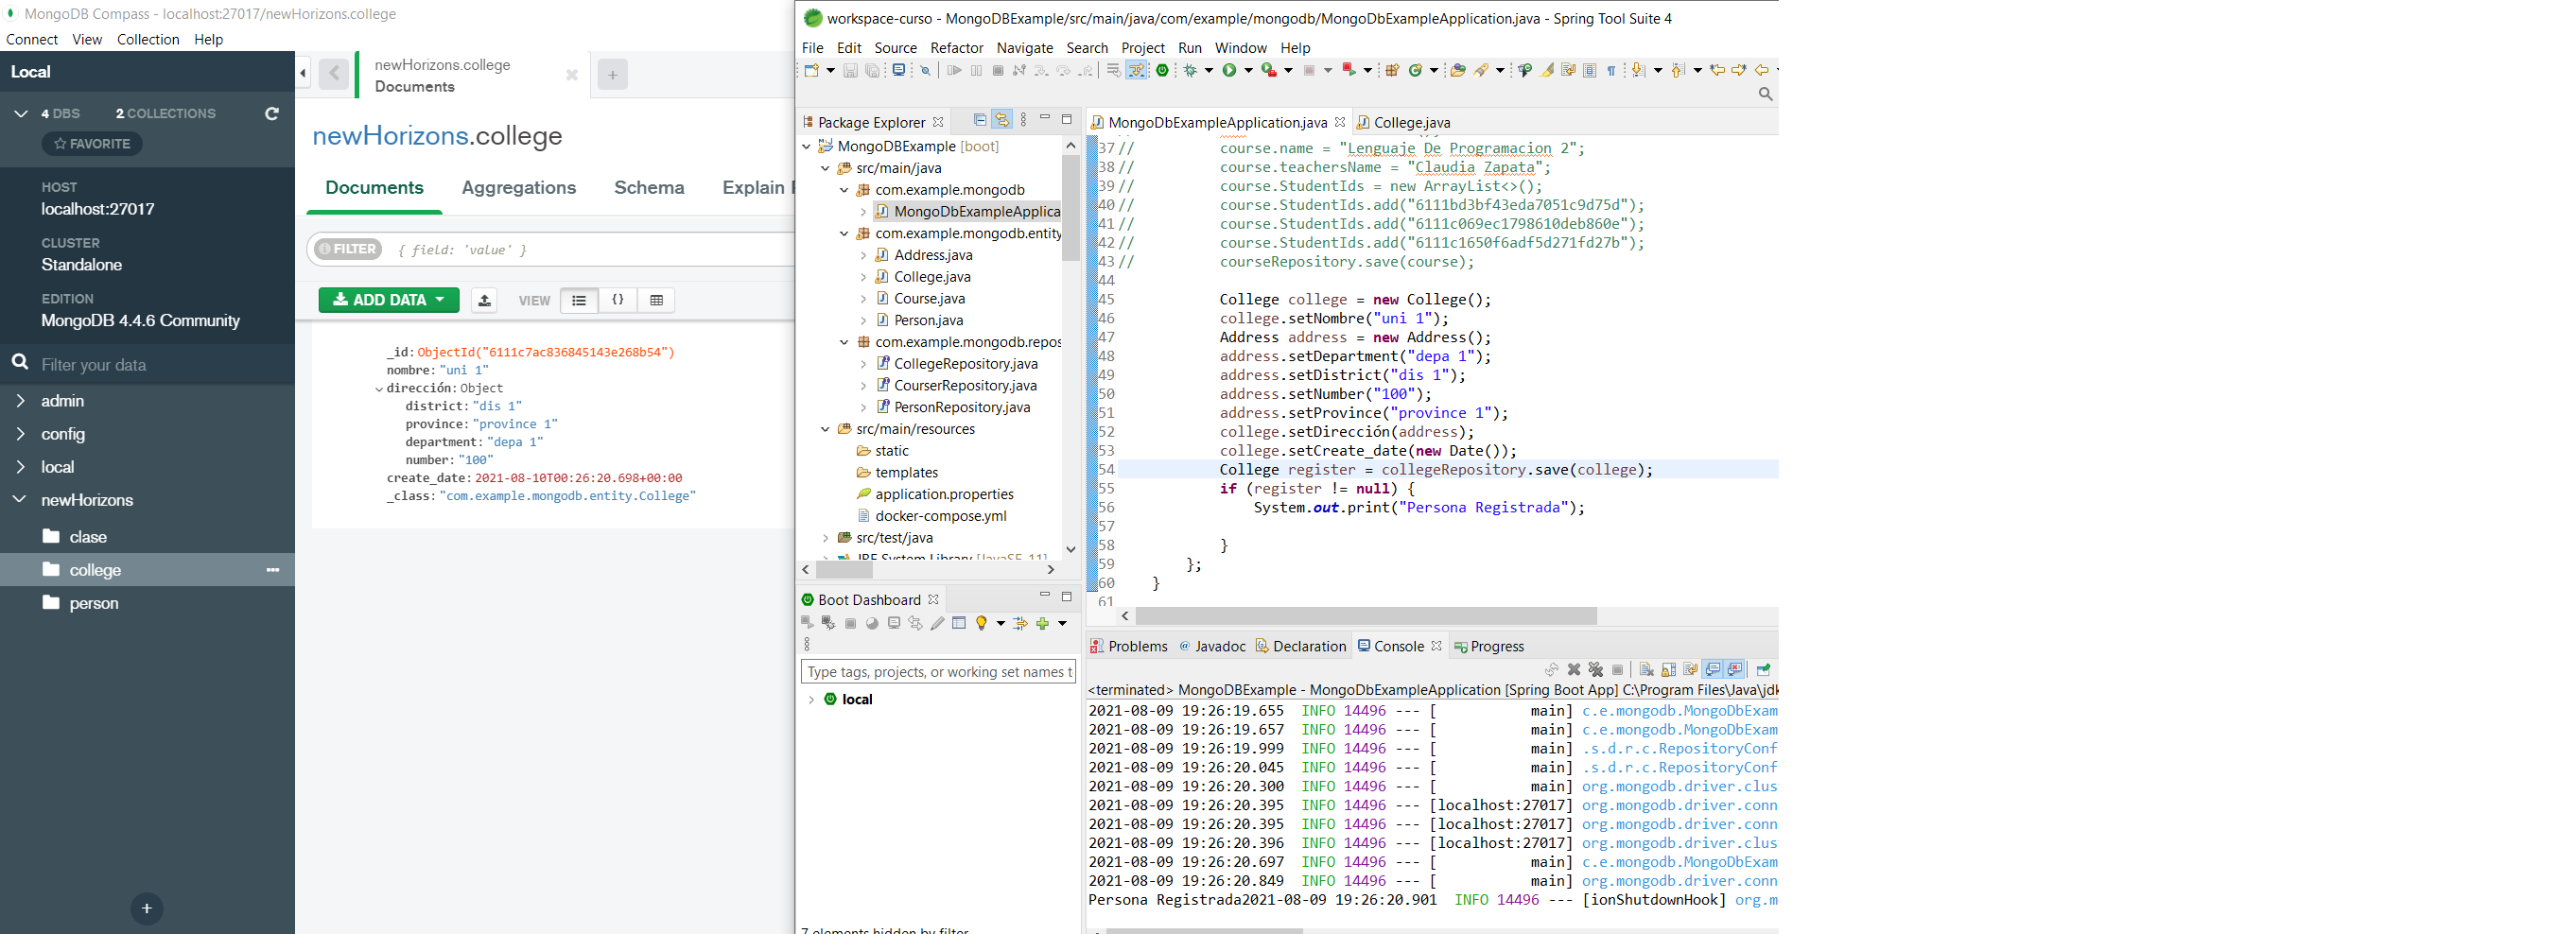 MongoDB Compass - localhost:27017/newHorizons.college
Connect View Collection Help
Local
4 DBS 2 COLLECTIONS
FAVORITE
HOST
localhost:27017
CLUSTER
Standalone
EDITION
MongoDB 4.4.6 Community
Filter your data
admin
config
local
newHorizons
clase
college
person
newHorizons.college
Documents
newHorizons.college
Documents Aggregations Schema Explain
FILTER { field: 'value' }
ADD DATA VIEW
_id: ObjectId("6111c7ac836845143e268b54")
nombre: "uni 1"
dirección: Object
district: "dis 1"
province: "province 1"
department: "depa 1"
number: "100"
create_date: 2021-08-10T00:26:20.698+00:00
_class: "com.example.mongodb.entity.College"
workspace-curso - MongoDBExample/src/main/java/com/example/mongodb/MongoDbExampleApplication.java - Spring Tool Suite 4
File Edit Source Refactor Navigate Search Project Run Window Help
Package Explorer
MongoDBExample [boot]
src/main/java
com.example.mongodb
MongoDbExampleApplica
com.example.mongodb.entity
Address.java
College.java
Course.java
Person.java
com.example.mongodb.repos
CollegeRepository.java
CourserRepository.java
PersonRepository.java
src/main/resources
static
templates
application.properties
docker-compose.yml
src/test/java
JRE System Library [JavaSE-11]
Boot Dashboard
Type tags, projects, or working set names t
local
7 elements hidden by filter
MongoDbExampleApplication.java College.java
37// course.name = "Lenguaje De Programacion 2";
38// course.teachersName = "Claudia Zapata";
39// course.StudentIds = new ArrayList<>();
40// course.StudentIds.add("6111bd3bf43eda7051c9d75d");
41// course.StudentIds.add("6111c069ec1798610deb860e");
42// course.StudentIds.add("6111c1650f6adf5d271fd27b");
43// courseRepository.save(course);
44
45 College college = new College();
46 college.setNombre("uni 1");
47 Address address = new Address();
48 address.setDepartment("depa 1");
49 address.setDistrict("dis 1");
50 address.setNumber("100");
51 address.setProvince("province 1");
52 college.setDirección(address);
53 college.setCreate_date(new Date());
54 College register = collegeRepository.save(college);
55 if (register != null) {
56 System.out.print("Persona Registrada");
57
58 }
59 };
60 }
61
Problems Javadoc Declaration Console Progress
<terminated> MongoDBExample - MongoDbExampleApplication [Spring Boot App] C:\Program Files\Java\jdk
2021-08-09 19:26:19.655 INFO 14496 --- [ main] c.e.mongodb.MongoDbExam
2021-08-09 19:26:19.657 INFO 14496 --- [ main] c.e.mongodb.MongoDbExam
2021-08-09 19:26:19.999 INFO 14496 --- [ main] .s.d.r.c.RepositoryConf
2021-08-09 19:26:20.045 INFO 14496 --- [ main] .s.d.r.c.RepositoryConf
2021-08-09 19:26:20.300 INFO 14496 --- [ main] org.mongodb.driver.clus
2021-08-09 19:26:20.395 INFO 14496 --- [localhost:27017] org.mongodb.driver.conn
2021-08-09 19:26:20.395 INFO 14496 --- [localhost:27017] org.mongodb.driver.conn
2021-08-09 19:26:20.396 INFO 14496 --- [localhost:27017] org.mongodb.driver.clus
2021-08-09 19:26:20.697 INFO 14496 --- [ main] c.e.mongodb.MongoDbExam
2021-08-09 19:26:20.849 INFO 14496 --- [ main] org.mongodb.driver.conn
Persona Registrada2021-08-09 19:26:20.901 INFO 14496 --- [ionShutdownHook] org.m